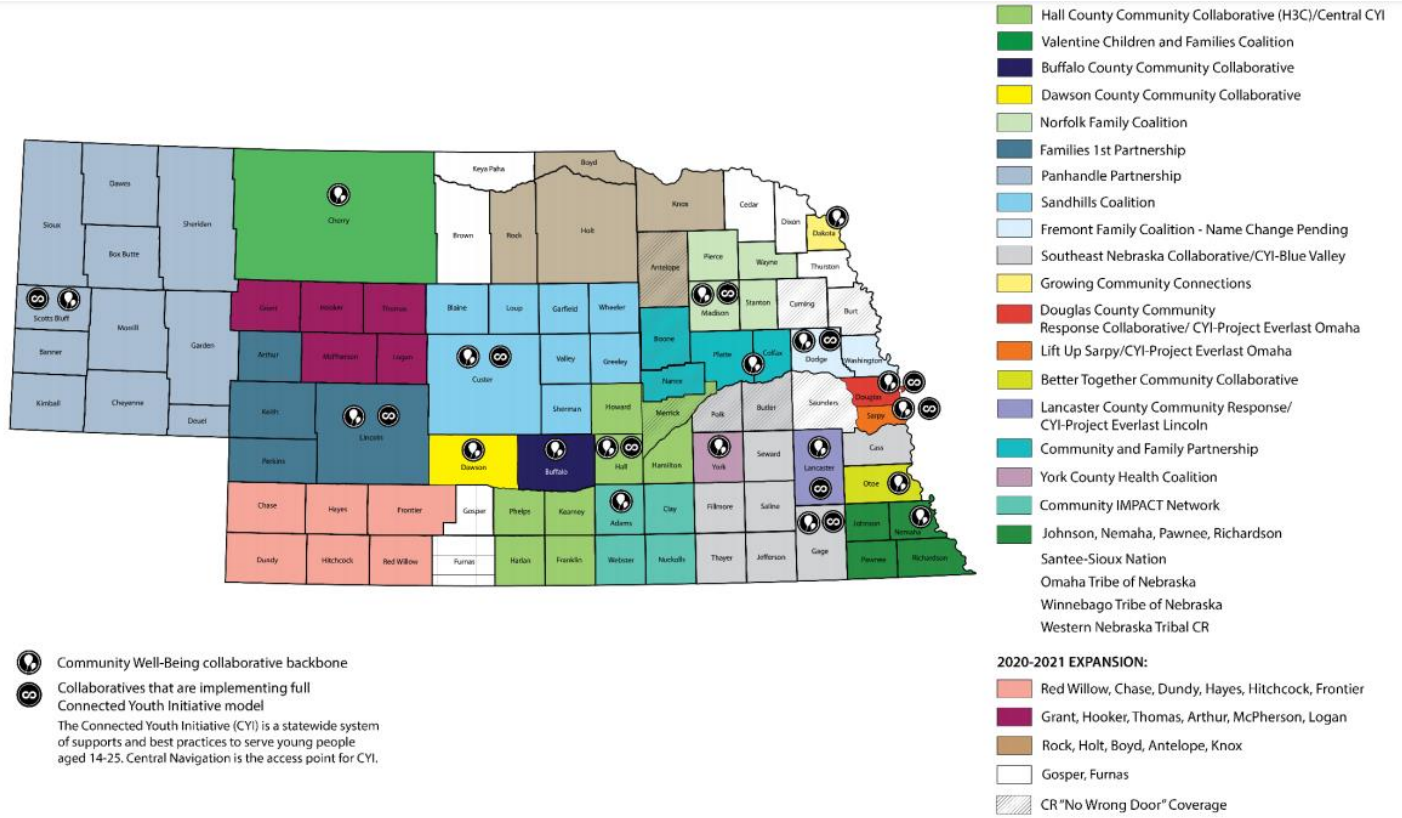 Hall County Community Collaborative (H3C)/Central CYI
Valentine Children and Families Coalition
Buffalo County Community Collaborative
Dawson County Community Collaborative
Norfolk Family Coalition
Families 1st Partnership
Panhandle Partnership
Sandhills Coalition
Fremont Family Coalition - Name Change Pending
Southeast Nebraska Collaborative/CYI-Blue Valley
Growing Community Connections
Douglas County Community
Response Collaborative/ CYI-Project Everlast Omaha
Lift Up Sarpy/CYI-Project Everlast Omaha
Better Together Community Collaborative
Lancaster County Community Response/
CYI-Project Everlast Lincoln
Community and Family Partnership
York County Health Coalition
Community IMPACT Network
Johnson, Nemaha, Pawnee, Richardson
Santee-Sioux Nation
Omaha Tribe of Nebraska
Winnebago Tribe of Nebraska
Western Nebraska Tribal CR
2020-2021 EXPANSION:
Red Willow, Chase, Dundy, Hayes, Hitchcock, Frontier
Grant, Hooker, Thomas, Arthur, McPherson, Logan
Rock, Holt, Boyd, Antelope, Knox
Gosper, Furnas
CR "No Wrong Door" Coverage
Sioux
Dawes
Box Butte
Sheriden
Scotts Bluff
Banner
Kimball
Morrill
Cheyenne
Garden
Deuel
Cherry
Keya Paha
Brown
Rock
Boyd
Holt
Knox
Antelope
Cedar
Dixon
Dakota
Pierce
Wayne
Thurston
Madison
Stanton
Cuming
Burt
Grant
Hooker
Thomas
Arthur
McPherson
Logan
Blaine
Loup
Garfield
Wheeler
Custer
Valley
Greeley
Sherman
Boone
Nance
Platte
Colfax
Dodge
Washington
Keith
Perkins
Lincoln
Dawson
Buffalo
Howard
Merrick
Hall
Hamilton
Polk
Butler
Saunders
Douglas
Sarpy
York
Seward
Lancaster
Cass
Otoe
Chase
Hayes
Frontier
Gosper
Phelps
Kearney
Adams
Clay
Fillmore
Saline
Gage
Johnson
Nemaha
Dundy
Hitchcock
Red Willow
Furnas
Harlan
Franklin
Webster
Nuckolls
Thayer
Jefferson
Pawnee
Richardson
Community Well-Being collaborative backbone
Collaboratives that are implementing full
Connected Youth Initiative model
The Connected Youth Initiative (CYI) is a statewide system
of supports and best practices to serve young people
aged 14-25. Central Navigation is the access point for CYI.